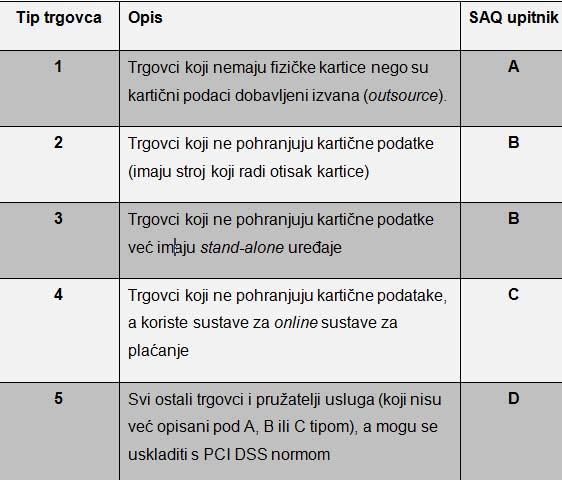 Tip trgovca Opis SAQ upitnik
1 Trgovci koji nemaju fizičke kartice nego su A
kartični podaci dobavljeni izvana (outsource).
2 Trgovci koji ne pohranjuju kartične podatke B
(imaju stroj koji radi otisak kartice)
3 Trgovci koji ne pohranjuju kartične podatke B
već imaju stand-alone uređaje
4 Trgovci koji ne pohranjuju kartične podatake, C
a koriste sustave za online sustave za
plaćanje
5 Svi ostali trgovci i pružatelji usluga (koji nisu D
već opisani pod A, B ili C tipom), a mogu se
uskladiti s PCI DSS normom